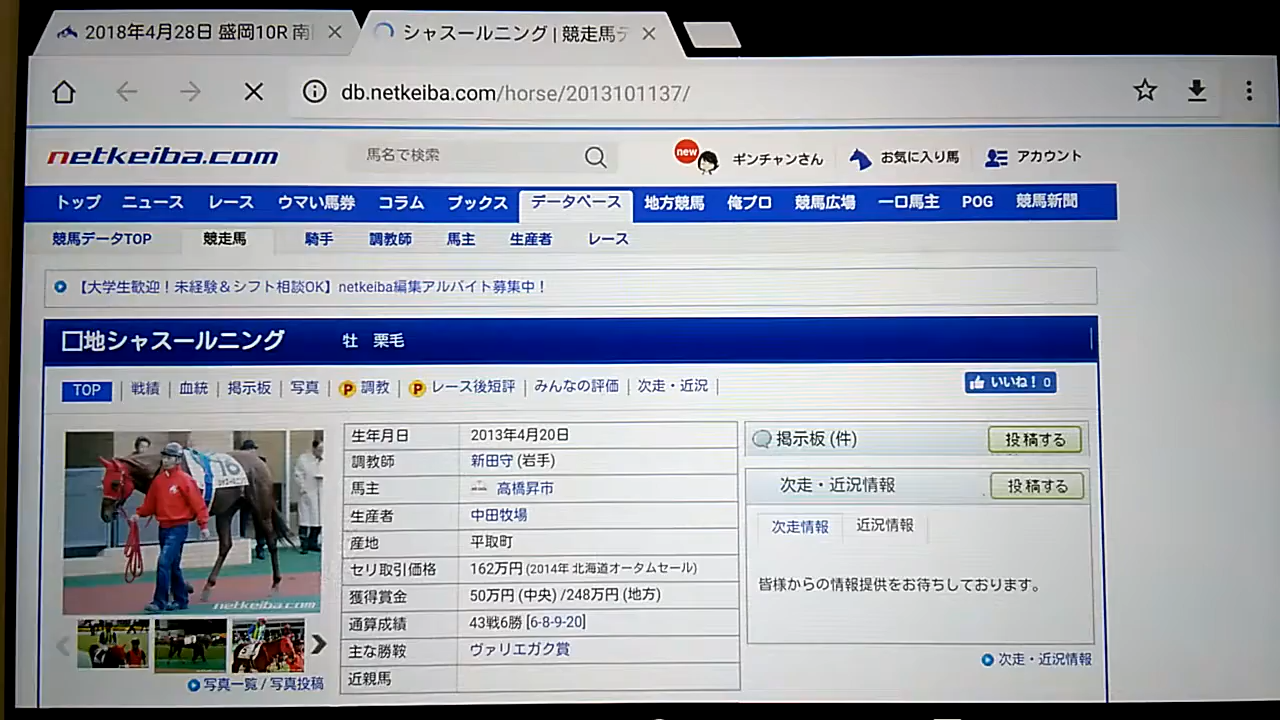 2018年4月28日 盛岡10R 南
シャスールニング | 競走馬デ
db.netkeiba.com/horse/2013101137/
netkeiba.com
馬名で検索
new
ギンチャンさん
お気に入り馬
アカウント
トップ ニュース レース ウマい馬券 コラム ブックス データベース 地方競馬 俺プロ 競馬広場 一口馬主 POG 競馬新聞
競馬データTOP 競走馬 騎手 調教師 馬主 生産者 レース
【大学生歓迎！未経験＆シフト相談OK】netkeiba編集アルバイト募集中！
□地シャスールニング 牡 栗毛
TOP 戦績 血統 掲示板 写真 P 調教 P レース後短評 みんなの評価 次走・近況
いいね！ 0
16
netkeiba.com
写真一覧 / 写真投稿
生年月日 2013年4月20日
調教師 新田守 (岩手)
馬主 高橋昇市
生産者 中田牧場
産地 平取町
セリ取引価格 162万円 (2014年 北海道オータムセール)
獲得賞金 50万円 (中央) /248万円 (地方)
通算成績 43戦6勝 [6-8-9-20]
主な勝鞍 ヴァリエガク賞
近親馬
掲示板 (件) 投稿する
次走・近況情報 投稿する
次走情報 近況情報
皆様からの情報提供をお待ちしております。
次走・近況情報